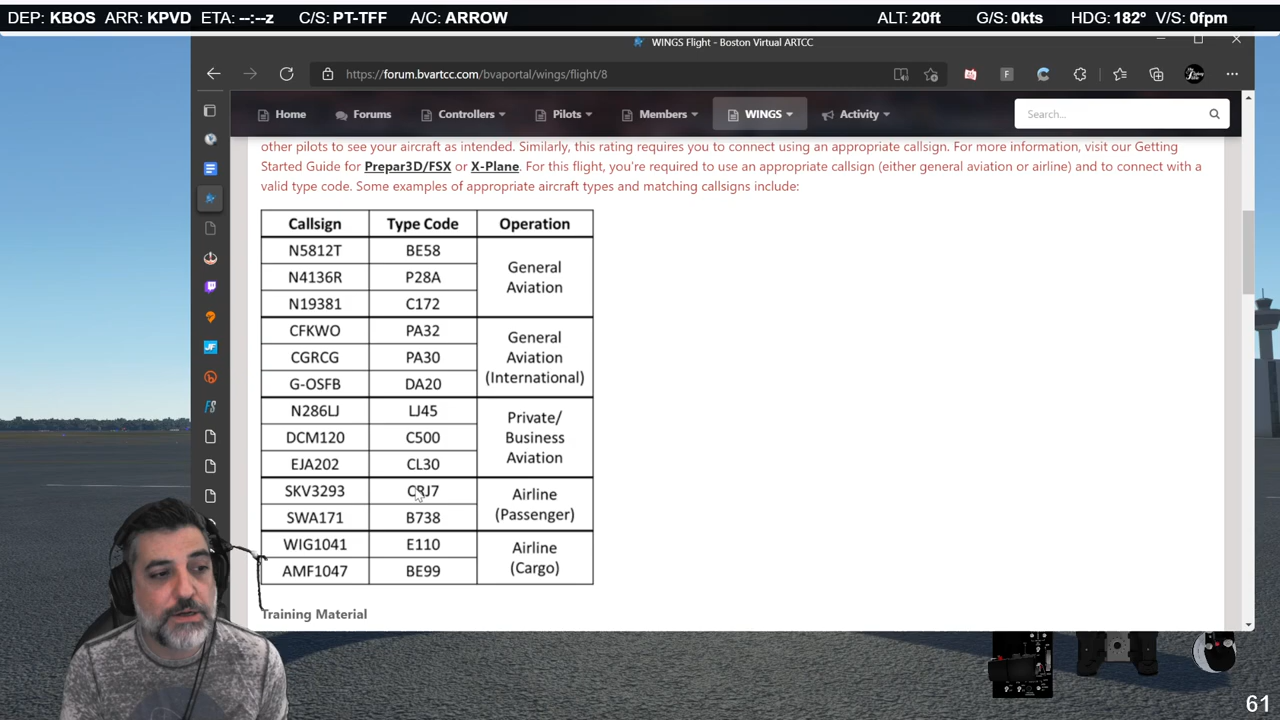 DEP: KBOS ARR: KPVD ETA: --:--z C/S: PT-TFF A/C: ARROW ALT: 20ft G/S: 0kts HDG: 182° V/S: 0fpm
WINGS Flight - Boston Virtual ARTCC
https://forum.bvartcc.com/bvaportal/wings/flight/8
Home Forums Controllers Pilots Members WINGS Activity Search...
other pilots to see your aircraft as intended. Similarly, this rating requires you to connect using an appropriate callsign. For more information, visit our Getting
Started Guide for Prepar3D/FSX or X-Plane. For this flight, you're required to use an appropriate callsign (either general aviation or airline) and to connect with a
valid type code. Some examples of appropriate aircraft types and matching callsigns include:
Callsign Type Code Operation
N5812T BE58
N4136R P28A
N19381 C172
General
Aviation
CFKWO PA32
CGRCG PA30
G-OSFB DA20
General
Aviation
(International)
N286LJ LJ45
DCM120 C500
EJA202 CL30
Private/
Business
Aviation
SKV3293 CRJ7
SWA171 B738
Airline
(Passenger)
WIG1041 E110
AMF1047 BE99
Airline
(Cargo)
Training Material
61